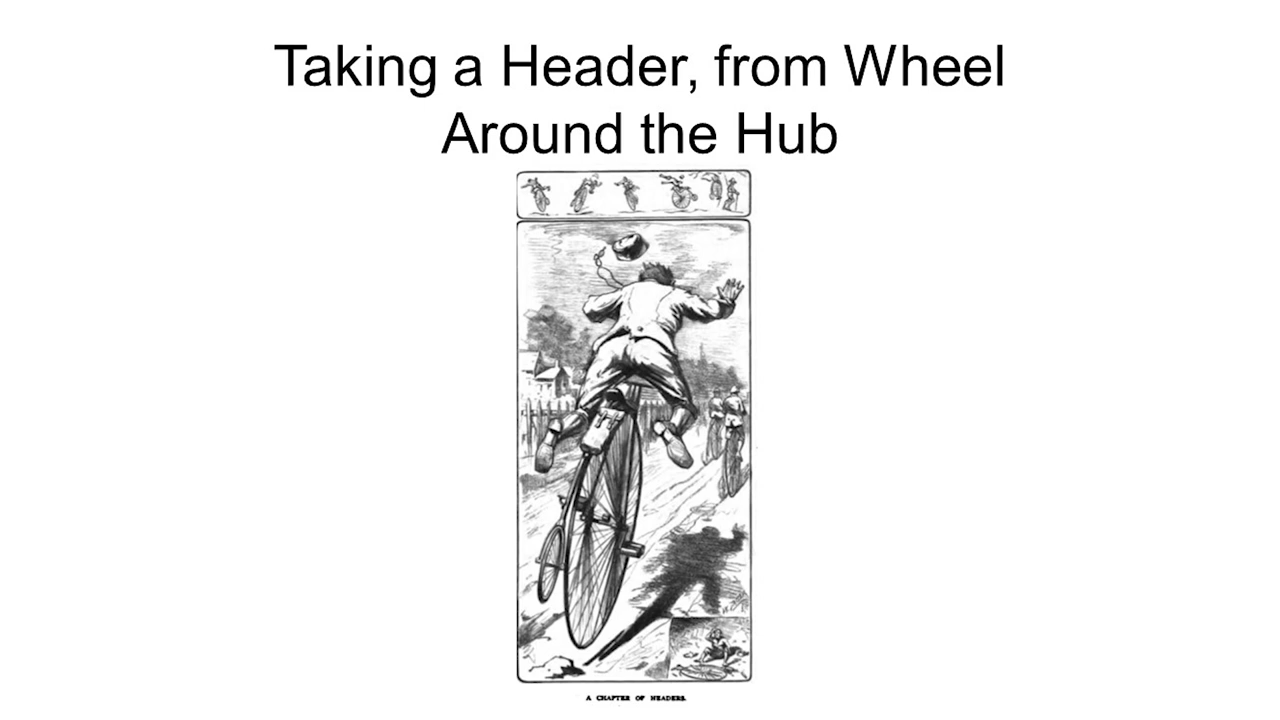 Taking a Header, from Wheel
Around the Hub
A CHAPTER OF HEADERS.